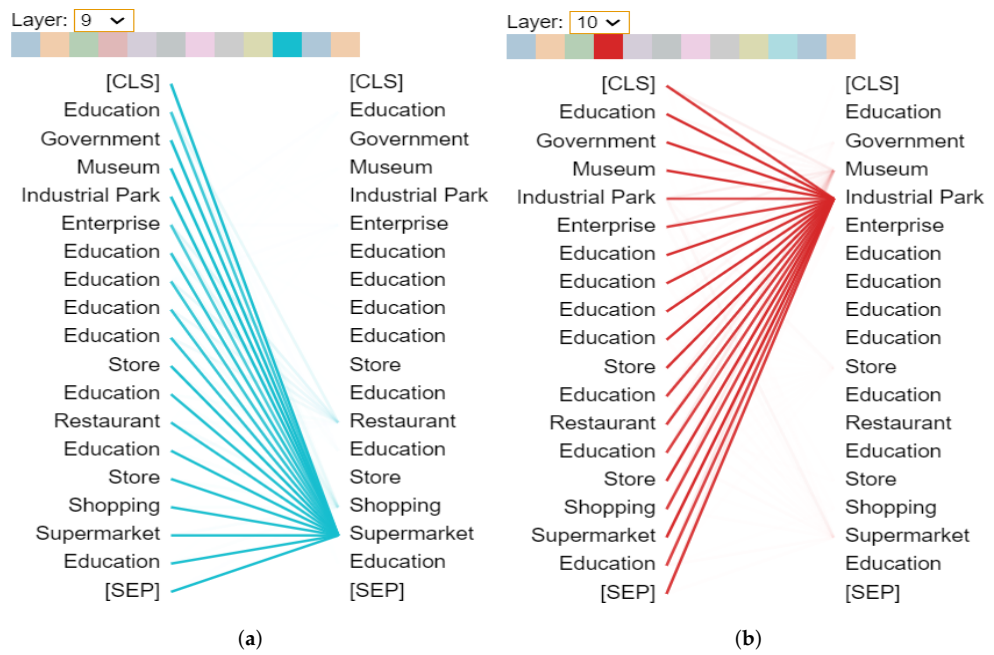 Layer: 9
[CLS] [CLS]
Education Education
Government Government
Museum Museum
Industrial Park Industrial Park
Enterprise Enterprise
Education Education
Education Education
Education Education
Education Education
Store Store
Education Education
Restaurant Restaurant
Education Education
Store Store
Shopping Shopping
Supermarket Supermarket
Education Education
[SEP] [SEP]
(a)
Layer: 10
[CLS] [CLS]
Education Education
Government Government
Museum Museum
Industrial Park Industrial Park
Enterprise Enterprise
Education Education
Education Education
Education Education
Education Education
Store Store
Education Education
Restaurant Restaurant
Education Education
Store Store
Shopping Shopping
Supermarket Supermarket
Education Education
[SEP] [SEP]
(b)